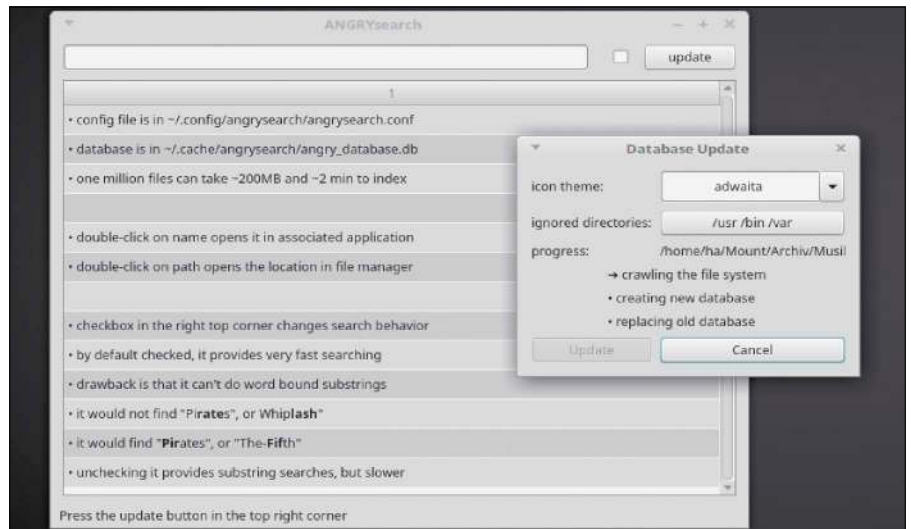 ANGRYsearch
update
1
• config file is in ~/.config/angrysearch/angrysearch.conf
• database is in ~/.cache/angrysearch/angry_database.db
• one million files can take ~200MB and ~2 min to index
• double-click on name opens it in associated application
• double-click on path opens the location in file manager
• checkbox in the right top corner changes search behavior
• by default checked, it provides very fast searching
• drawback is that it can't do word bound substrings
• it would not find "Pirates", or Whiplash"
• it would find "Pirates", or "The-Fifth"
• unchecking it provides substring searches, but slower
Press the update button in the top right corner
Database Update
icon theme: adwaita
ignored directories: /usr /bin /var
progress: /home/ha/Mount/Archiv/Musil
→ crawling the file system
• creating new database
• replacing old database
Update Cancel